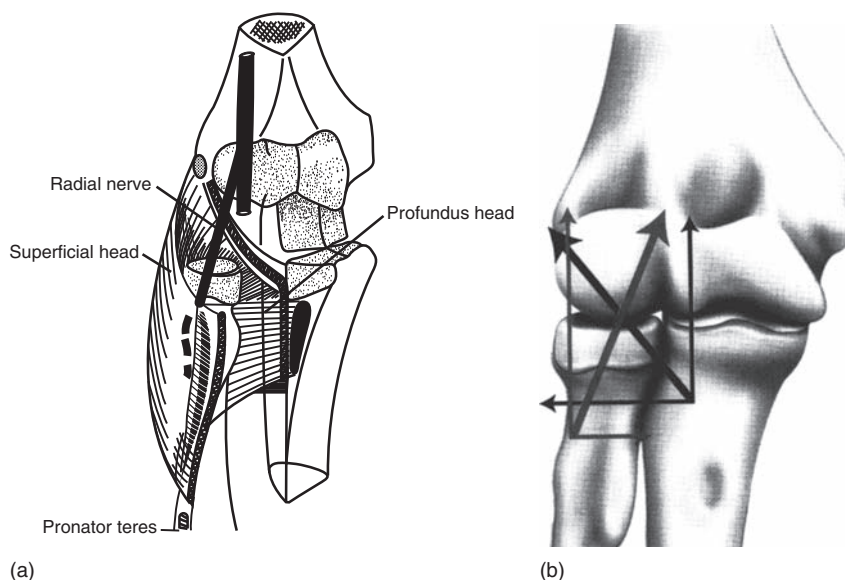 Radial nerve
Superficial head
Profundus head
Pronator teres
(a)
(b)